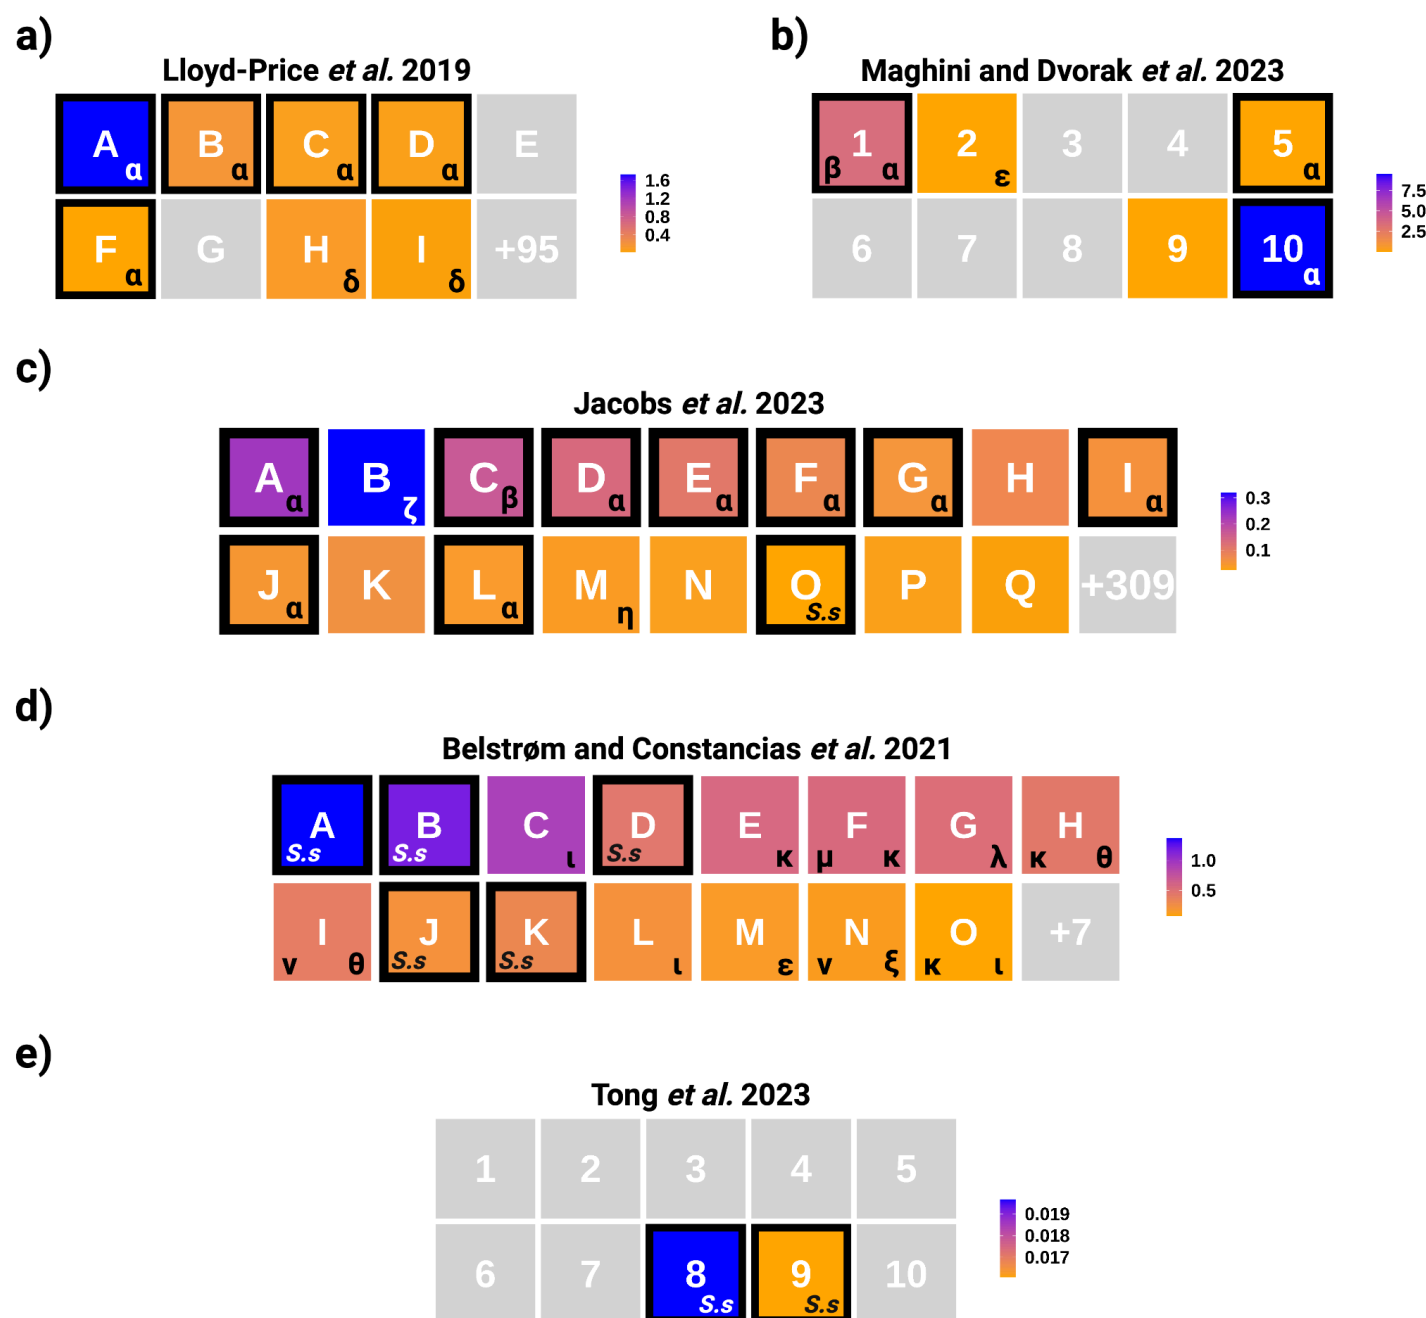 a)
Lloyd-Price et al. 2019
A α B α C α D α E
F α G H δ I δ +95
1.6
1.2
0.8
0.4
b)
Maghini and Dvorak et al. 2023
1 β α 2 ε 3 4 5 α
6 7 8 9 10 α
7.5
5.0
2.5
c)
Jacobs et al. 2023
A α B ζ C β D α E α F α G α H I α
J α K L α M η N O S.s P Q +309
0.3
0.2
0.1
d)
Belstrøm and Constancias et al. 2021
A S.s B S.s C ι D S.s E κ F μ κ G λ H κ θ
I ν θ J S.s K S.s L ι M ε N ν ξ O κ ι +7
1.0
0.5
e)
Tong et al. 2023
1 2 3 4 5
6 7 8 S.s 9 S.s 10
0.019
0.018
0.017